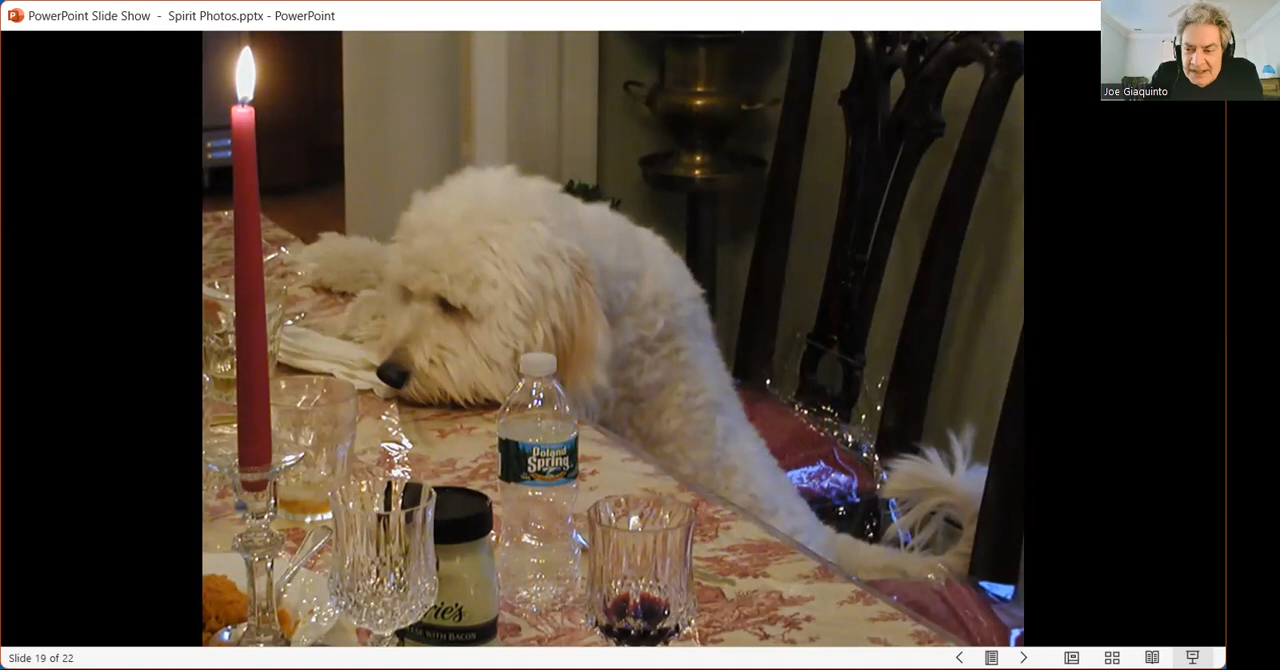 PowerPoint Slide Show - Spirit Photos.pptx - PowerPoint
Joe Giaquinto
Poland
Spring
rie's
WITH BACON
Slide 19 of 22